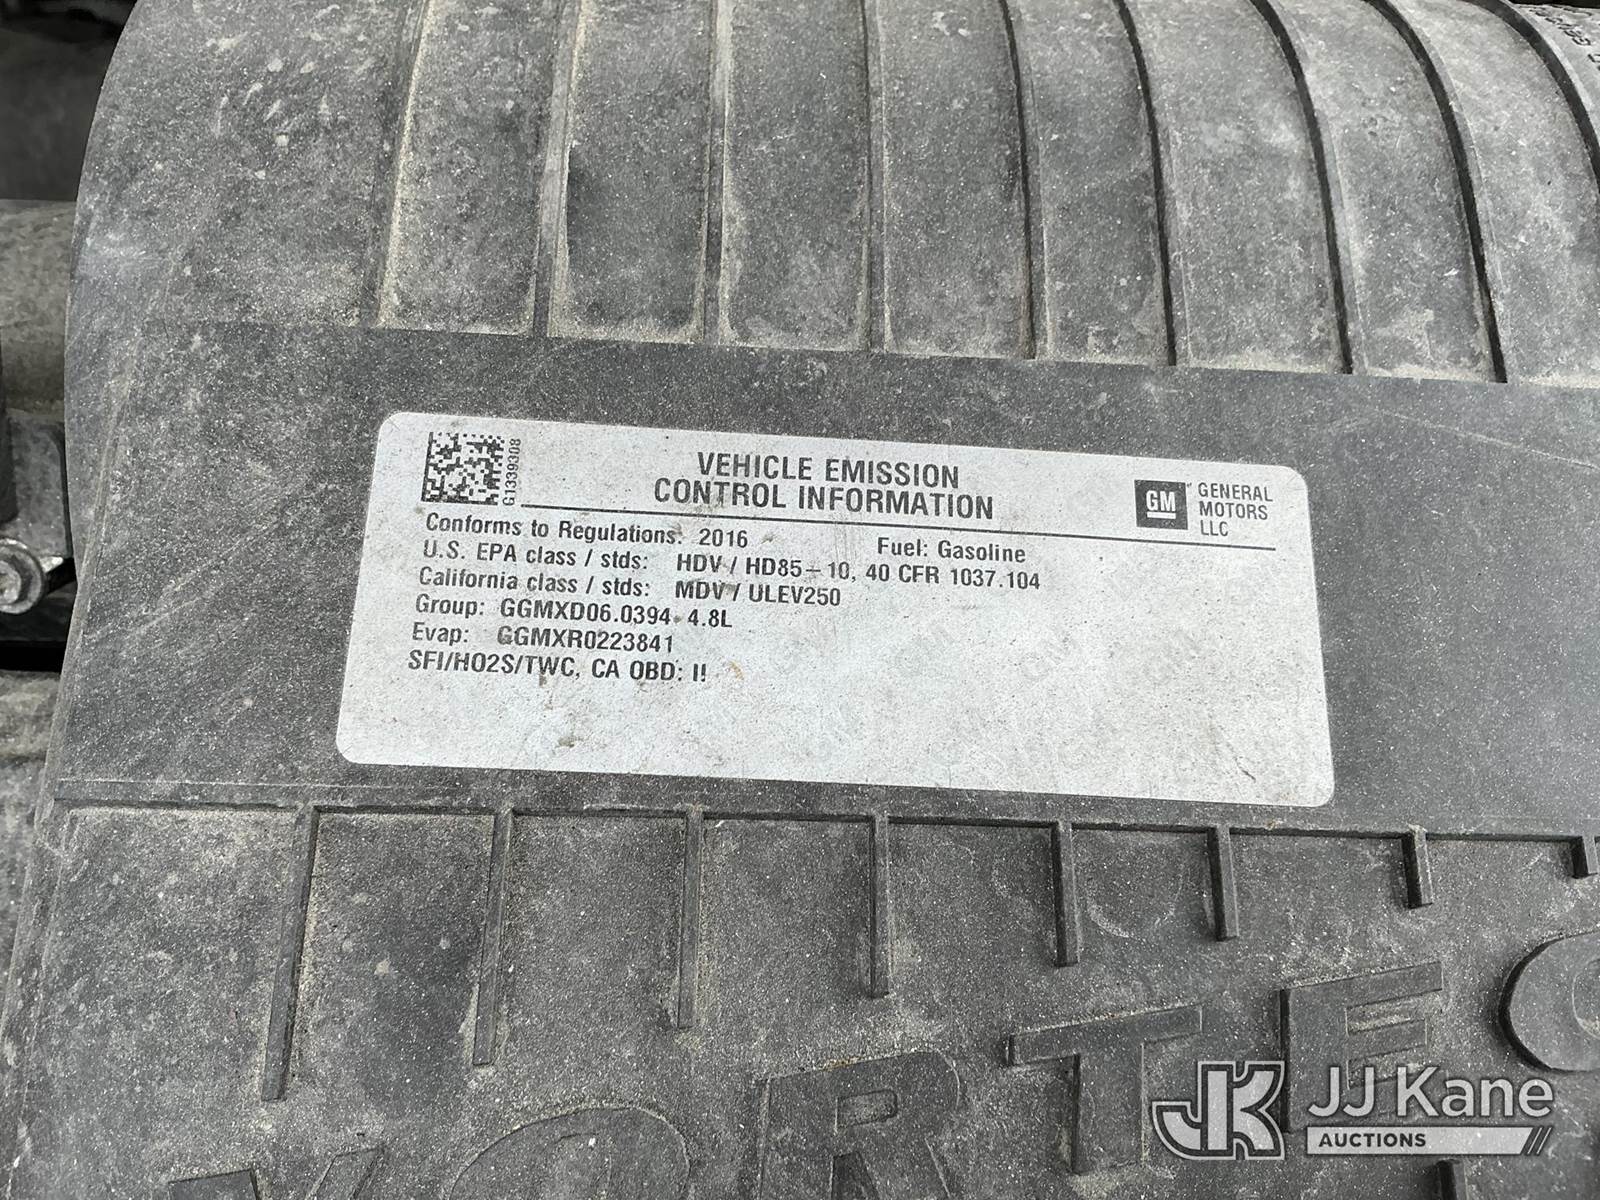 G1339308
VEHICLE EMISSION
CONTROL INFORMATION
GM GENERAL
MOTORS
LLC
Conforms to Regulations: 2016 Fuel: Gasoline
U.S. EPA class / stds: HDV / HD85-10, 40 CFR 1037.104
California class / stds: MDV / ULEV250
Group: GGMXD06.0394 4.8L
Evap: GGMXR0223841
SFI/HO2S/TWC, CA OBD: II
VORTEC
JK JJ Kane
AUCTIONS